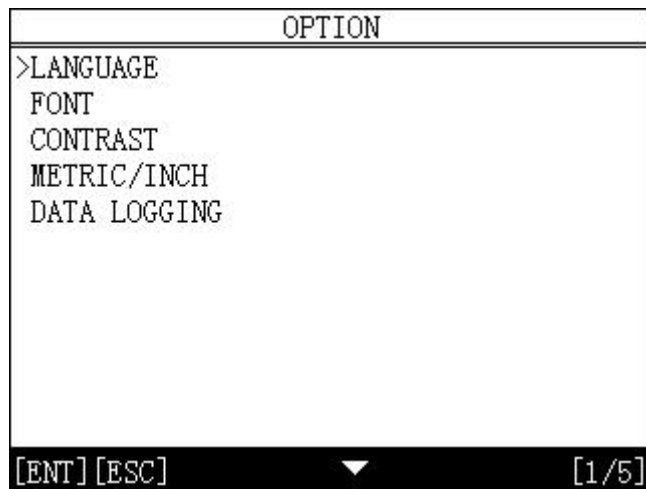 OPTION
>LANGUAGE
FONT
CONTRAST
METRIC/INCH
DATA LOGGING
[ENT][ESC] ▼ [1/5]